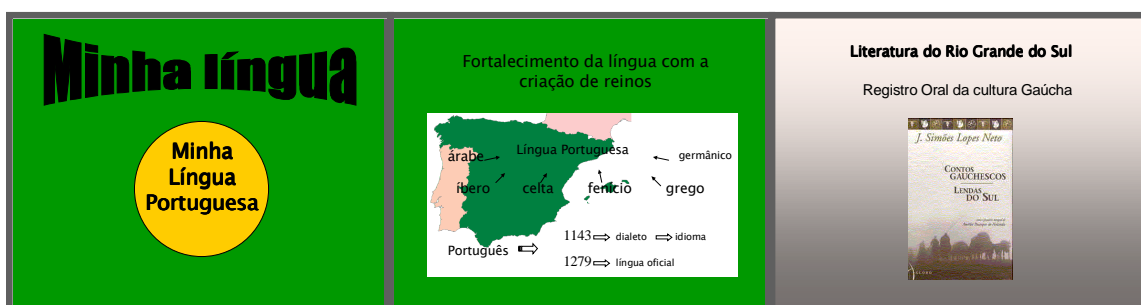 Minha língua
Minha
Língua
Portuguesa
Fortalecimento da língua com a
criação de reinos
árabe
Língua Portuguesa
germânico
íbero
celta
fenício
grego
Português
1143 dialeto idioma
1279 língua oficial
Literatura do Rio Grande do Sul
Registro Oral da cultura Gaúcha
J. Simões Lopes Neto
CONTOS
GAUCHESCOS
LENDAS
DO SUL